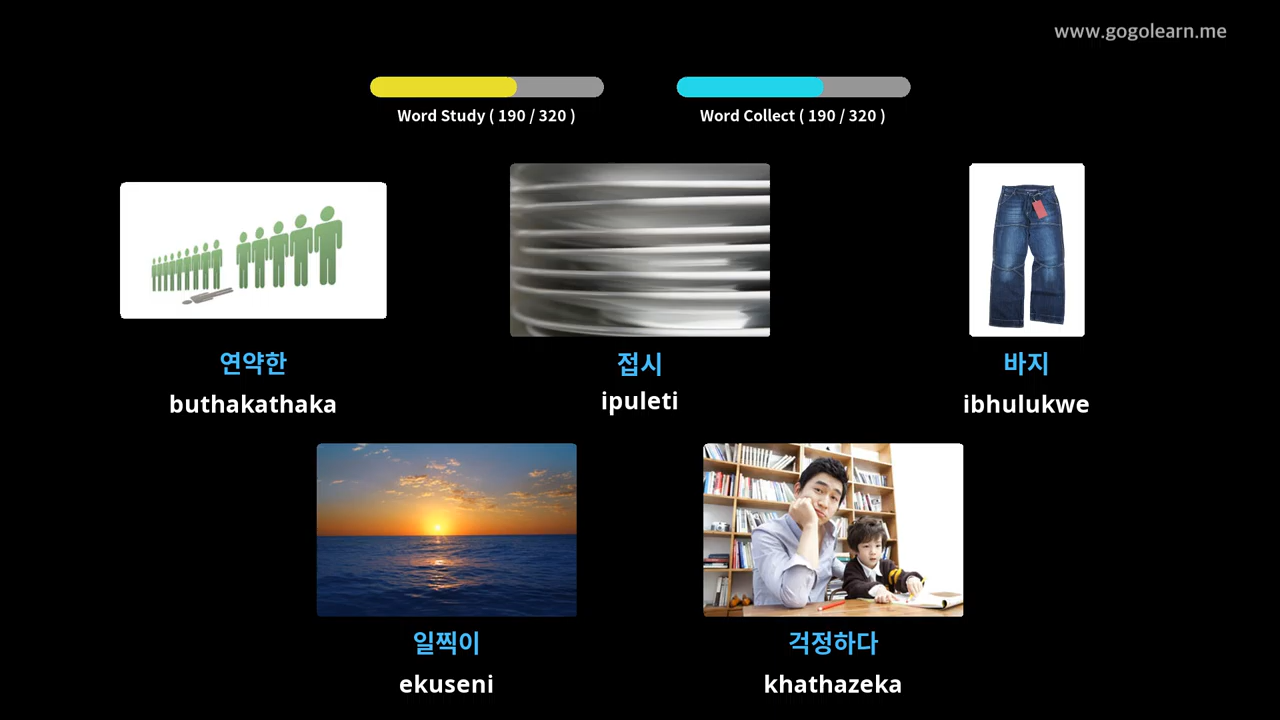 www.gogolearn.me
Word Study ( 190 / 320 )
Word Collect ( 190 / 320 )
연약한
buthakathaka
접시
ipuleti
바지
ibhulukwe
일찍이
ekuseni
걱정하다
khathazeka